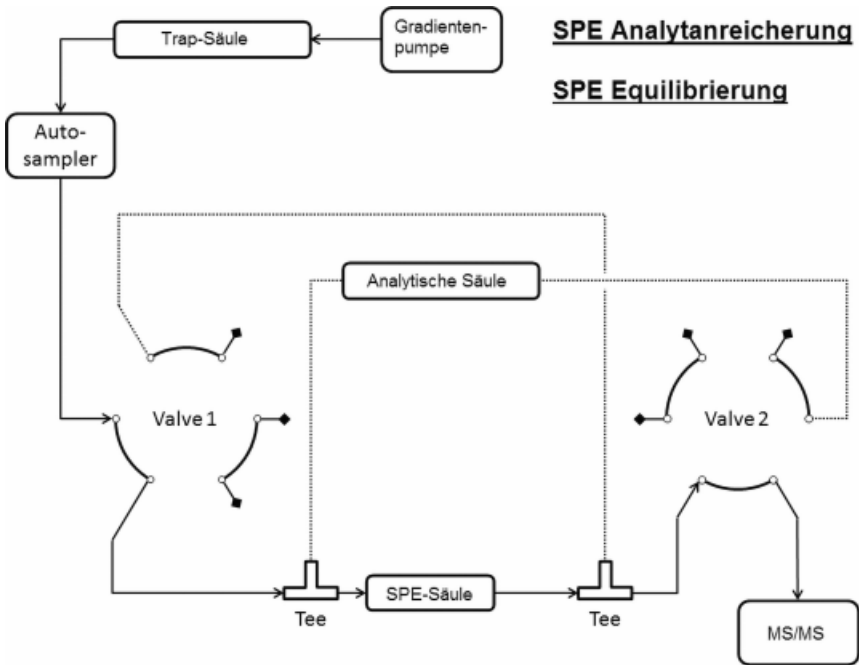 Trap-Säule
Gradienten-
pumpe
SPE Analytanreicherung
SPE Equilibrierung
Auto-
sampler
Analytische Säule
Valve 1
Valve 2
SPE-Säule
Tee
Tee
MS/MS